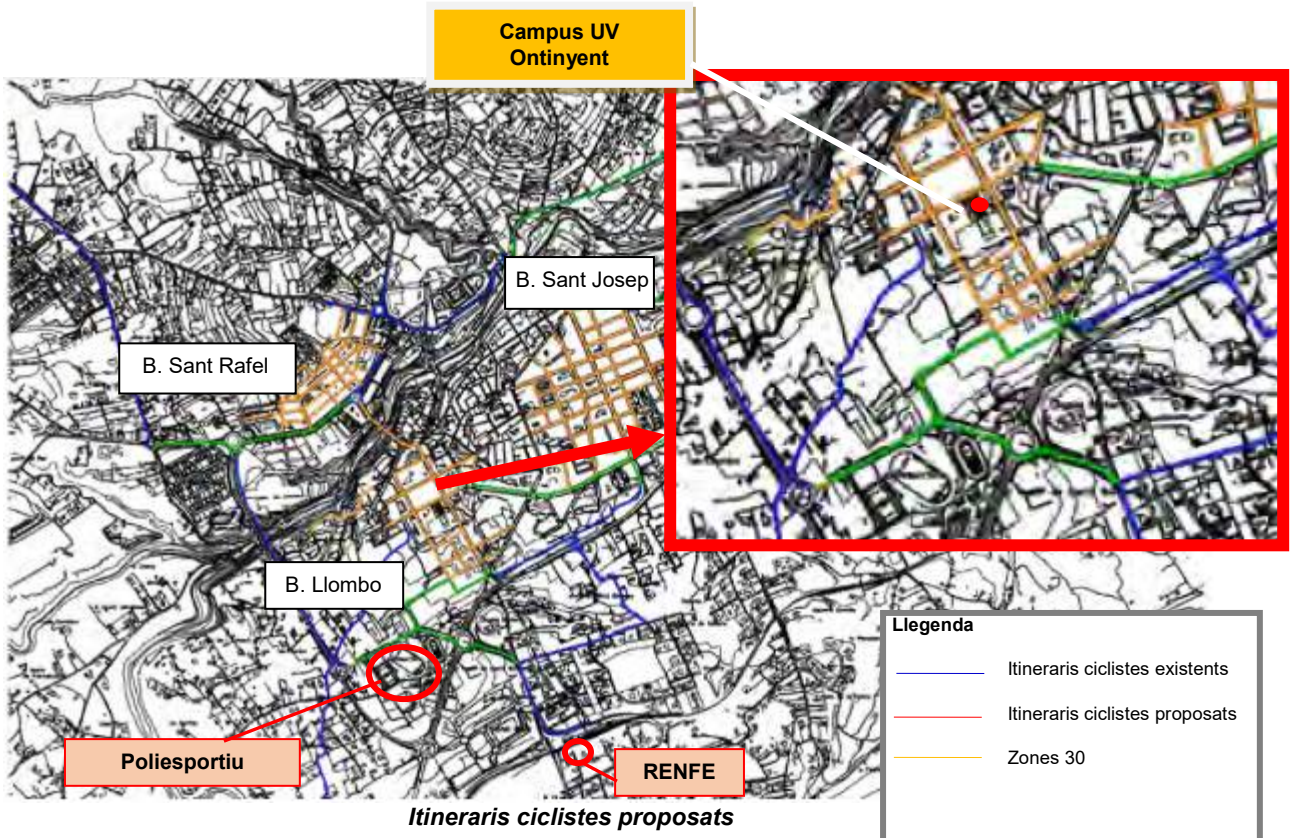 Campus UV
Ontinyent
B. Sant Josep
B. Sant Rafel
B. Llombo
Poliesportiu
RENFE
Llegenda
Itineraris ciclistes existents
Itineraris ciclistes proposats
Zones 30
Itineraris ciclistes proposats